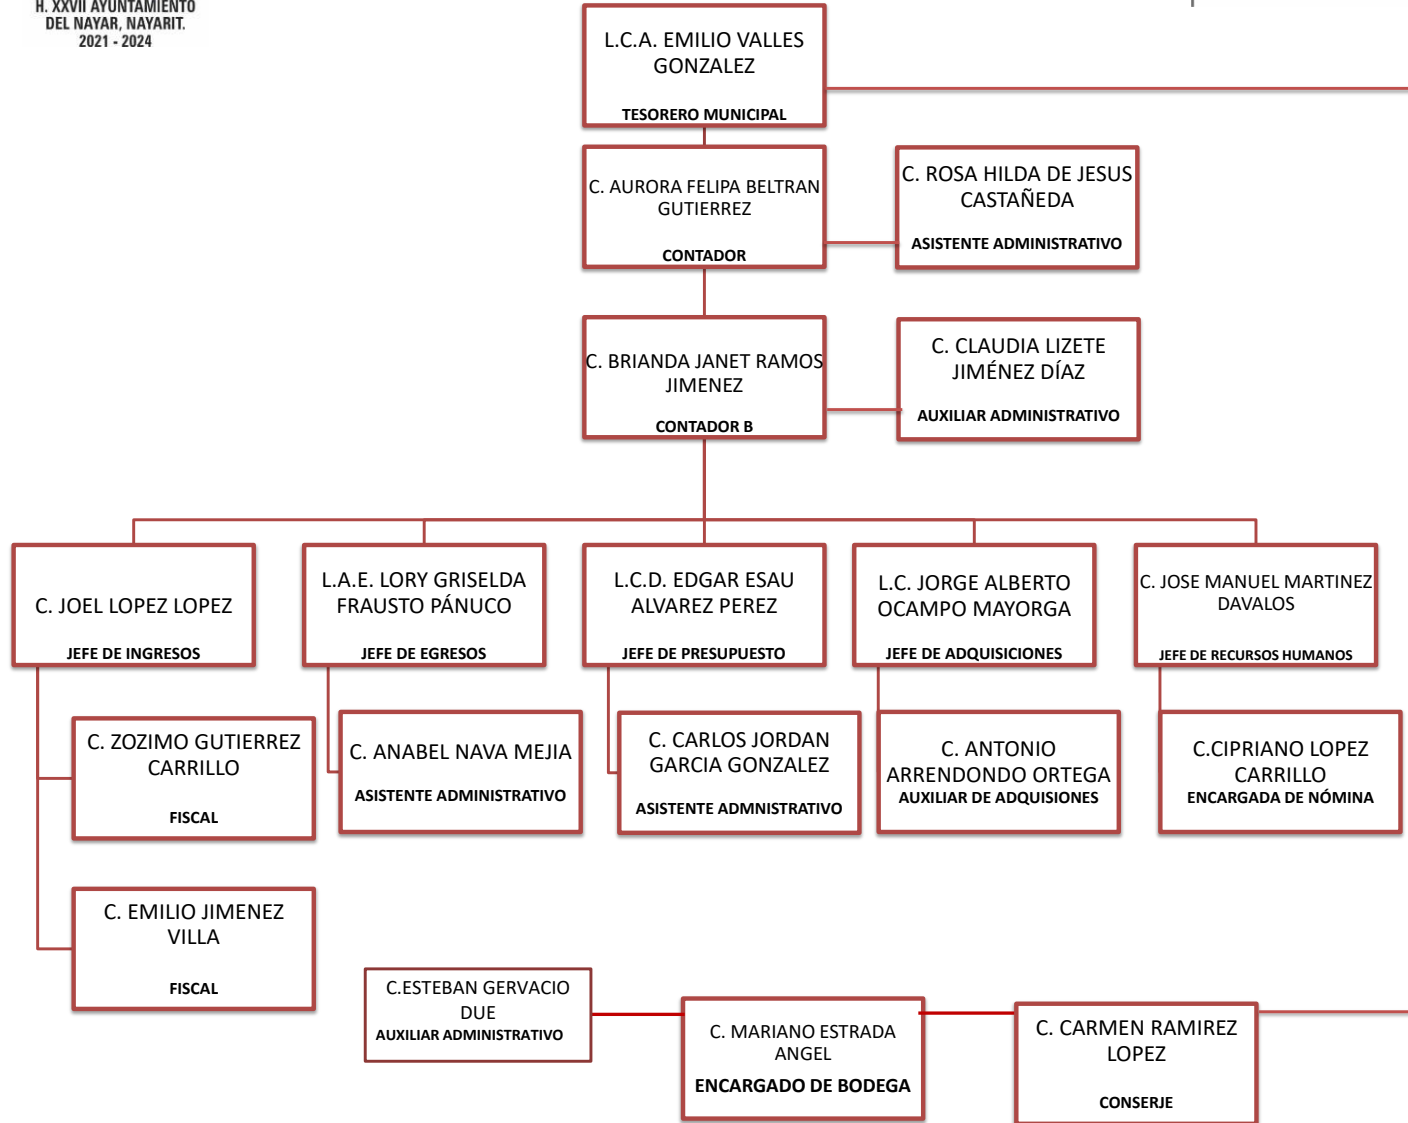 H. XXVII AYUNTAMIENTO
DEL NAYAR, NAYARIT.
2021 - 2024
L.C.A. EMILIO VALLES
GONZALEZ
TESORERO MUNICIPAL
C. AURORA FELIPA BELTRAN
GUTIERREZ
CONTADOR
C. ROSA HILDA DE JESUS
CASTAÑEDA
ASISTENTE ADMINISTRATIVO
C. BRIANDA JANET RAMOS
JIMENEZ
CONTADOR B
C. CLAUDIA LIZETE
JIMÉNEZ DÍAZ
AUXILIAR ADMINISTRATIVO
C. JOEL LOPEZ LOPEZ
JEFE DE INGRESOS
L.A.E. LORY GRISELDA
FRAUSTO PÁNUCO
JEFE DE EGRESOS
L.C.D. EDGAR ESAU
ALVAREZ PEREZ
JEFE DE PRESUPUESTO
L.C. JORGE ALBERTO
OCAMPO MAYORGA
JEFE DE ADQUISICIONES
C. JOSE MANUEL MARTINEZ
DAVALOS
JEFE DE RECURSOS HUMANOS
C. ZOZIMO GUTIERREZ
CARRILLO
FISCAL
C. ANABEL NAVA MEJIA
ASISTENTE ADMINISTRATIVO
C. CARLOS JORDAN
GARCIA GONZALEZ
ASISTENTE ADMNISTRATIVO
C. ANTONIO
ARRENDONDO ORTEGA
AUXILIAR DE ADQUISIONES
C.CIPRIANO LOPEZ
CARRILLO
ENCARGADA DE NÓMINA
C. EMILIO JIMENEZ
VILLA
FISCAL
C.ESTEBAN GERVACIO
DUE
AUXILIAR ADMINISTRATIVO
C. MARIANO ESTRADA
ANGEL
ENCARGADO DE BODEGA
C. CARMEN RAMIREZ
LOPEZ
CONSERJE